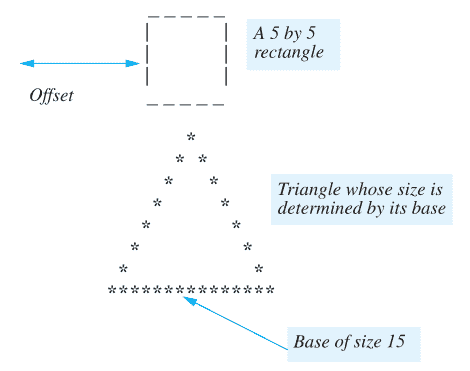 A 5 by 5
rectangle
Offset
Triangle whose size is
determined by its base
***************
Base of size 15